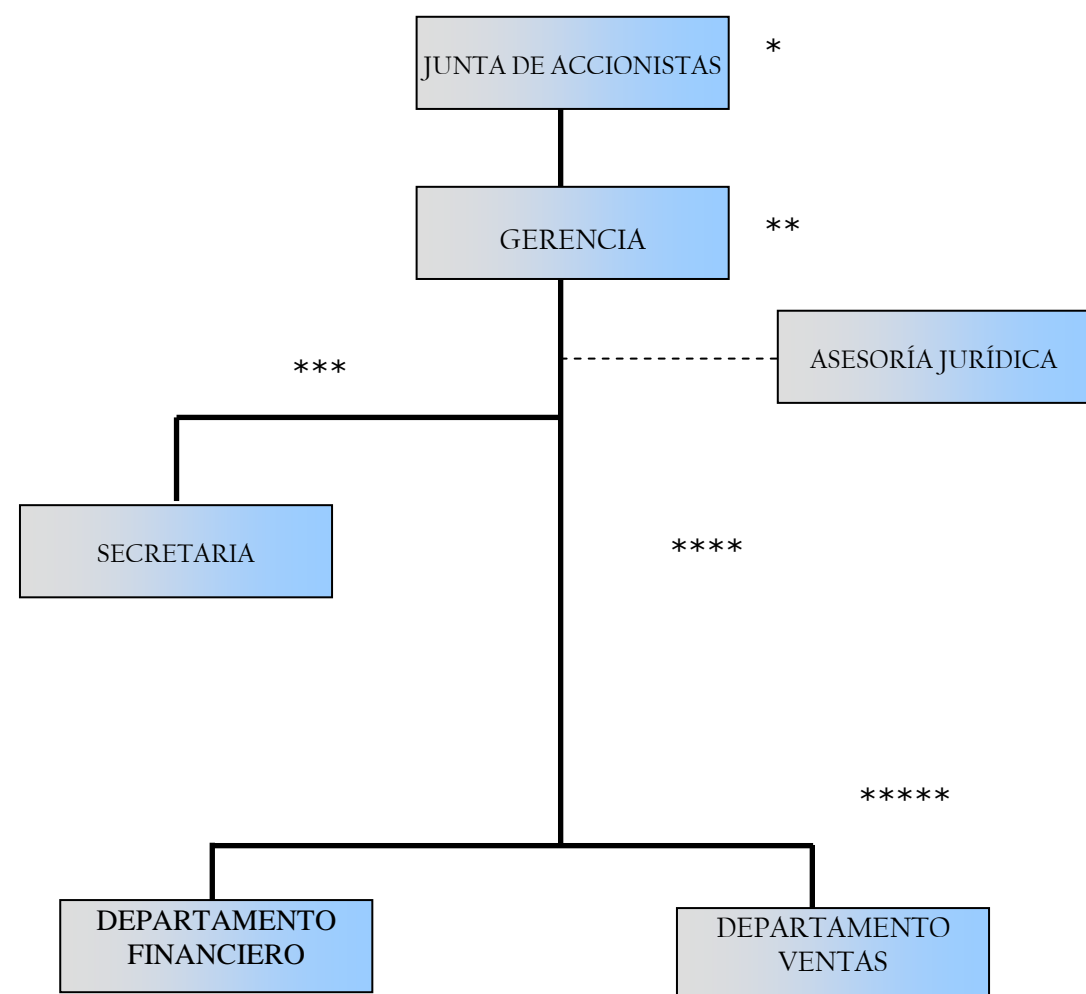 JUNTA DE ACCIONISTAS
*
GERENCIA
**
ASESORÍA JURÍDICA
***
SECRETARIA
****
*****
DEPARTAMENTO
FINANCIERO
DEPARTAMENTO
VENTAS